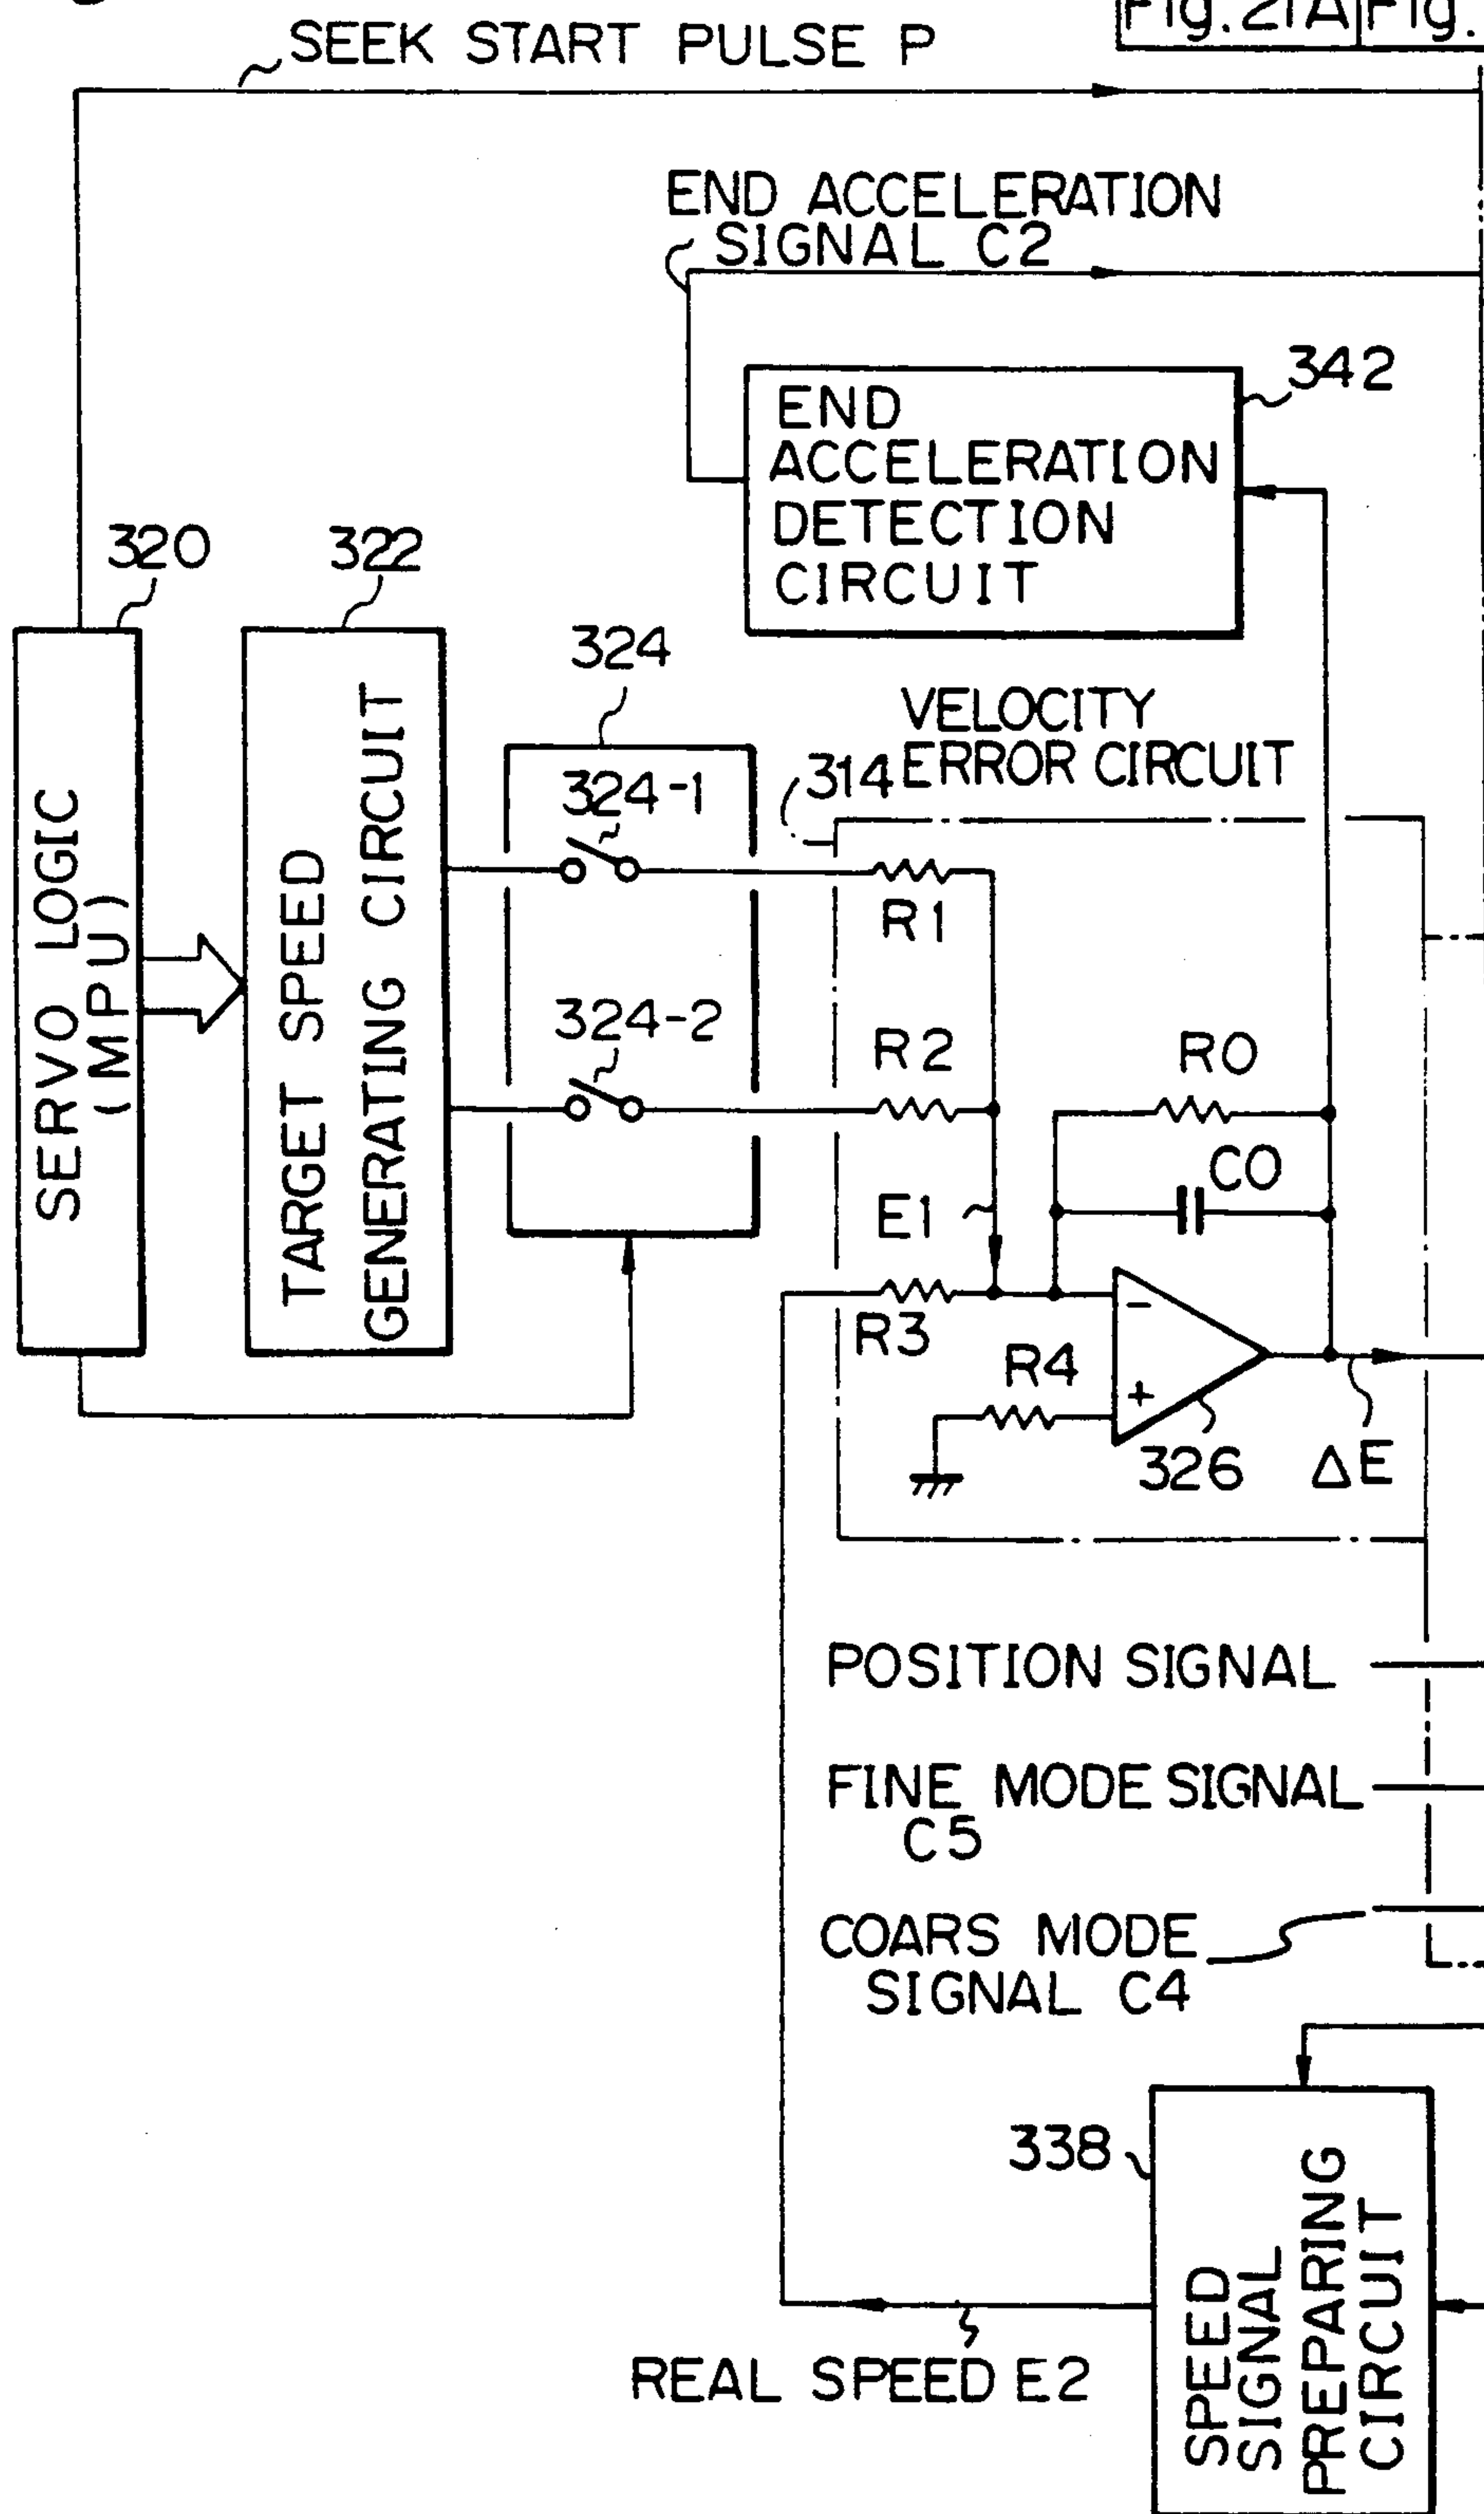 Fig.21A Fig.
SEEK START PULSE P
END ACCELERATION
SIGNAL C2
342
END
ACCELERATION
DETECTION
CIRCUIT
320
322
324
VELOCITY
314 ERROR CIRCUIT
324-1
SERVO LOGIC
(MPU)
TARGET SPEED
GENERATING CIRCUIT
R1
324-2
R2
R0
C0
E1
R3
R4
-
+
326
ΔE
POSITION SIGNAL
FINE MODE SIGNAL
C5
COARS MODE
SIGNAL C4
338
SPEED
SIGNAL
PREPARING
CIRCUIT
REAL SPEED E2